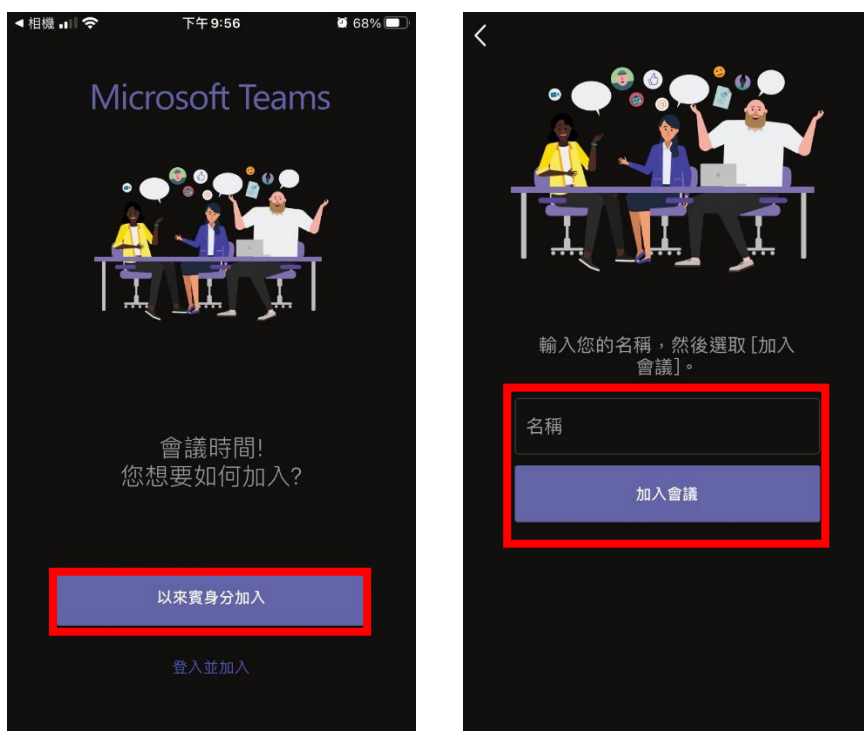 相機 下午9:56 68%
Microsoft Teams
會議時間!
您想要如何加入?
以來賓身分加入
登入並加入
輸入您的名稱，然後選取 [加入
會議]。
名稱
加入會議